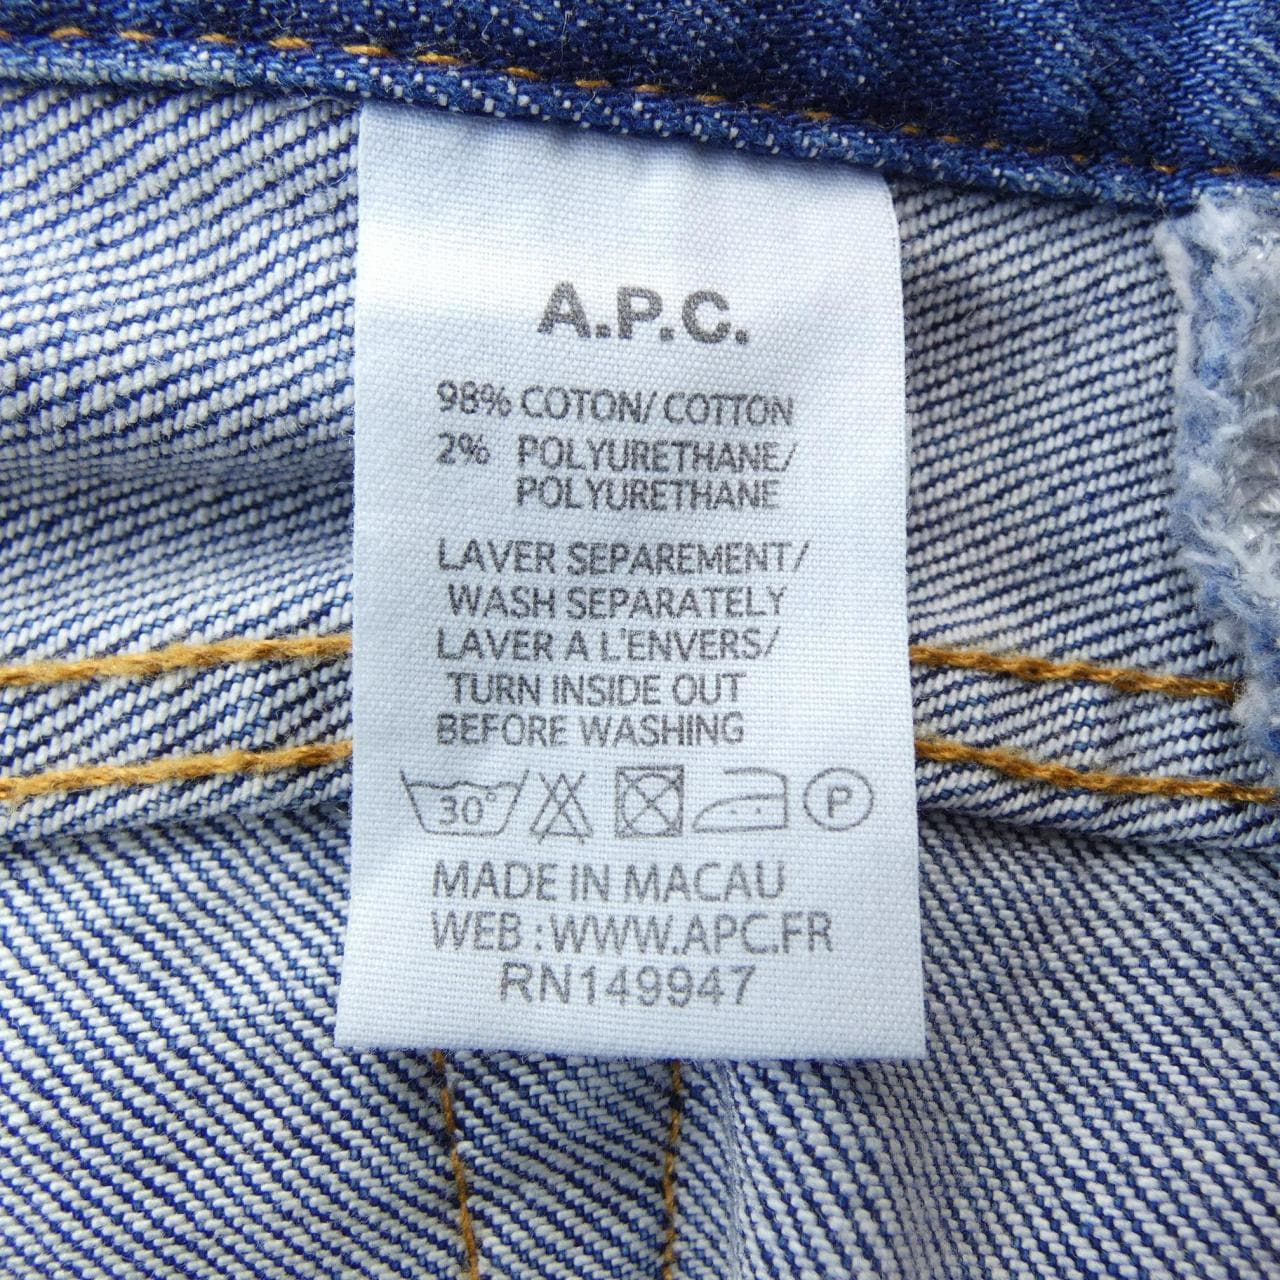 A.P.C.
98% COTON/ COTTON
2% POLYURETHANE/
POLYURETHANE
LAVER SEPAREMENT/
WASH SEPARATELY
LAVER A L'ENVERS/
TURN INSIDE OUT
BEFORE WASHING
30° P
MADE IN MACAU
WEB :WWW.APC.FR
RN149947